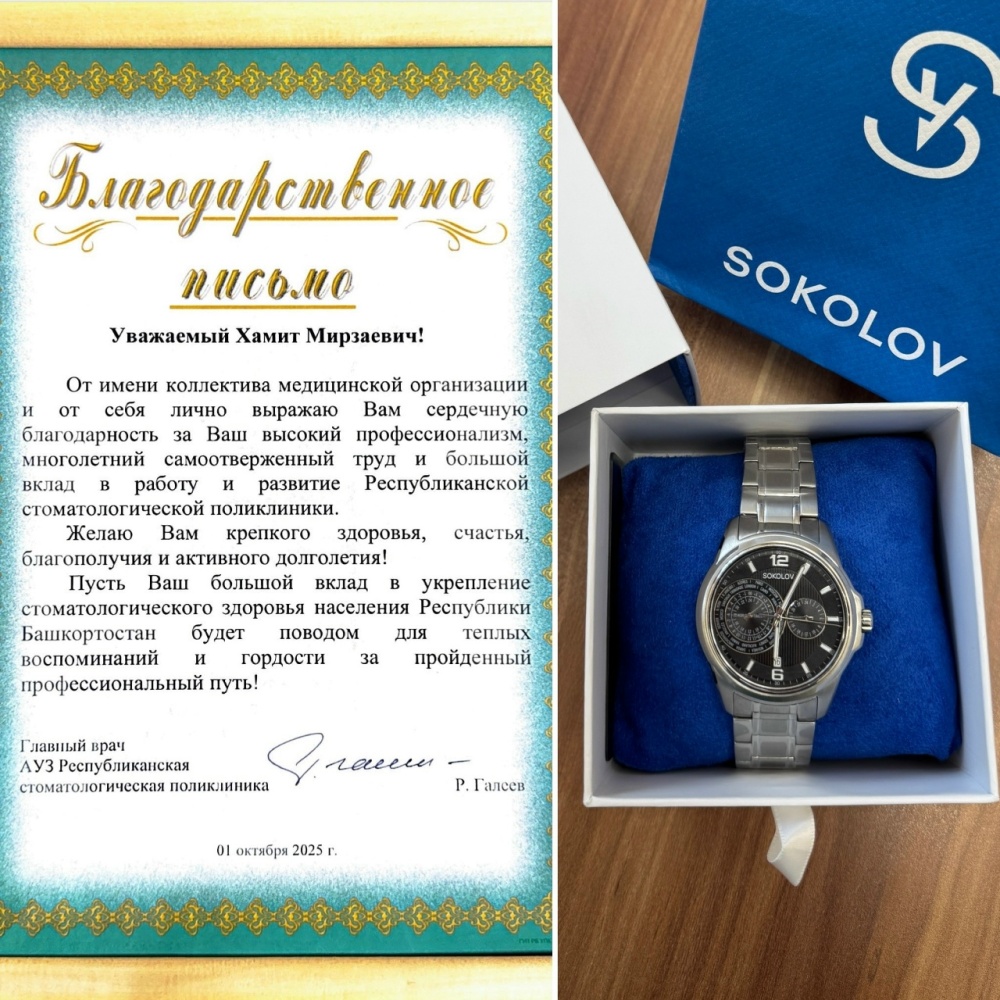 Благодарственное
письмо
Уважаемый Хамит Мирзаевич!
От имени коллектива медицинской организации
и от себя лично выражаю Вам сердечную
благодарность за Ваш высокий профессионализм,
многолетний самоотверженный труд и большой
вклад в работу и развитие Республиканской
стоматологической поликлиники.
Желаю Вам крепкого здоровья, счастья,
благополучия и активного долголетия!
Пусть Ваш большой вклад в укрепление
стоматологического здоровья населения Республики
Башкортостан будет поводом для теплых
воспоминаний и гордости за пройденный
профессиональный путь!
Главный врач
АУЗ Республиканская
стоматологическая поликлиника Р. Галеев
01 октября 2025 г.
SOKOLOV
12
SOKOLOV
6